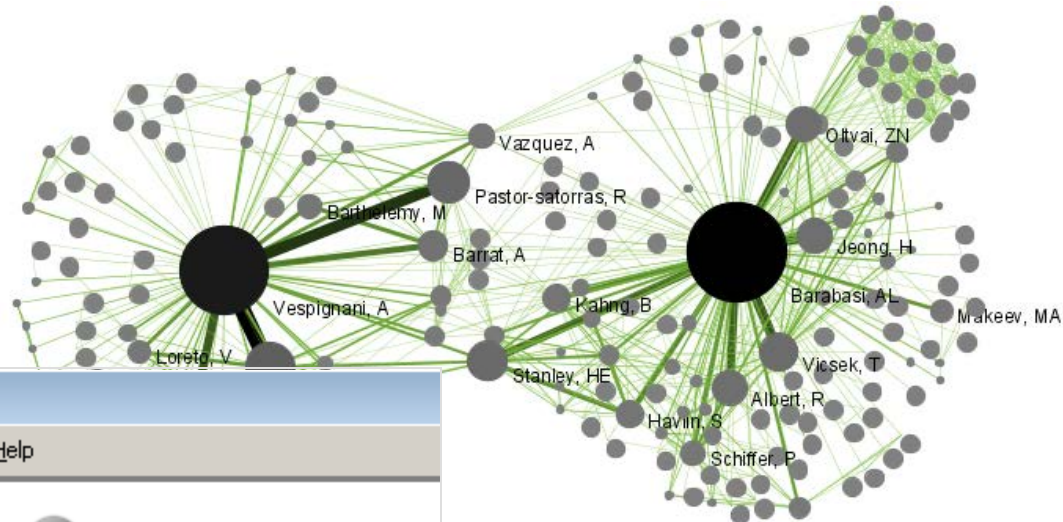 Vazquez, A
Oltvai, ZN
Pastor-satorras, R
Barthelemy, M
Barrat, A
Jeong, H
Vespignani, A
Kahng, B
Barabasi, AL
Makeev, MA
Loreto, V
Stanley, HE
Vicsek, T
Albert, R
Havlin, S
Schiffer, P
Help